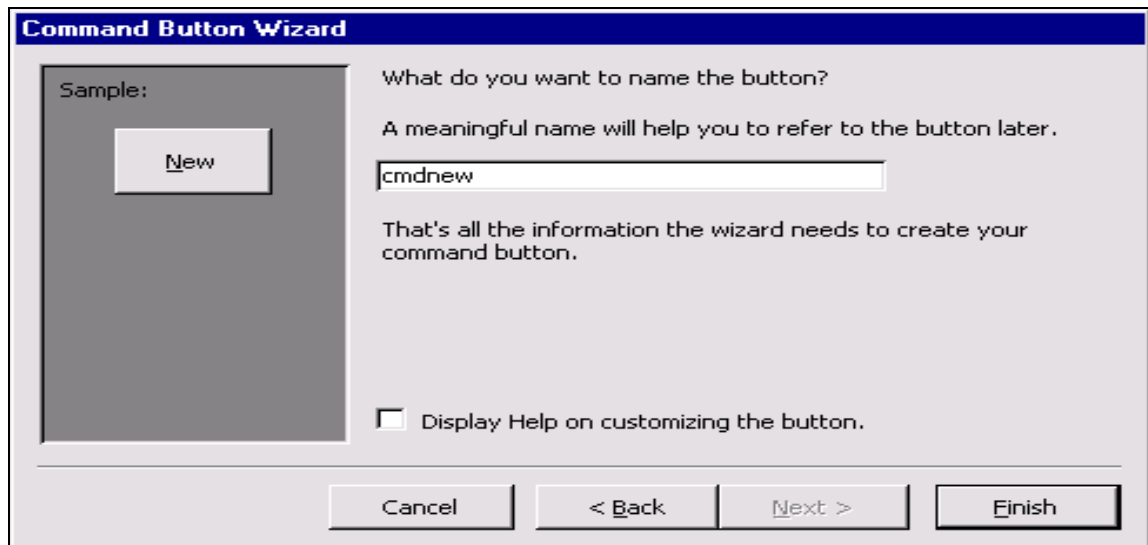 Command Button Wizard
Sample:
New
What do you want to name the button?
A meaningful name will help you to refer to the button later.
cmdnew
That's all the information the wizard needs to create your
command button.
Display Help on customizing the button.
Cancel
< Back
Next >
Finish